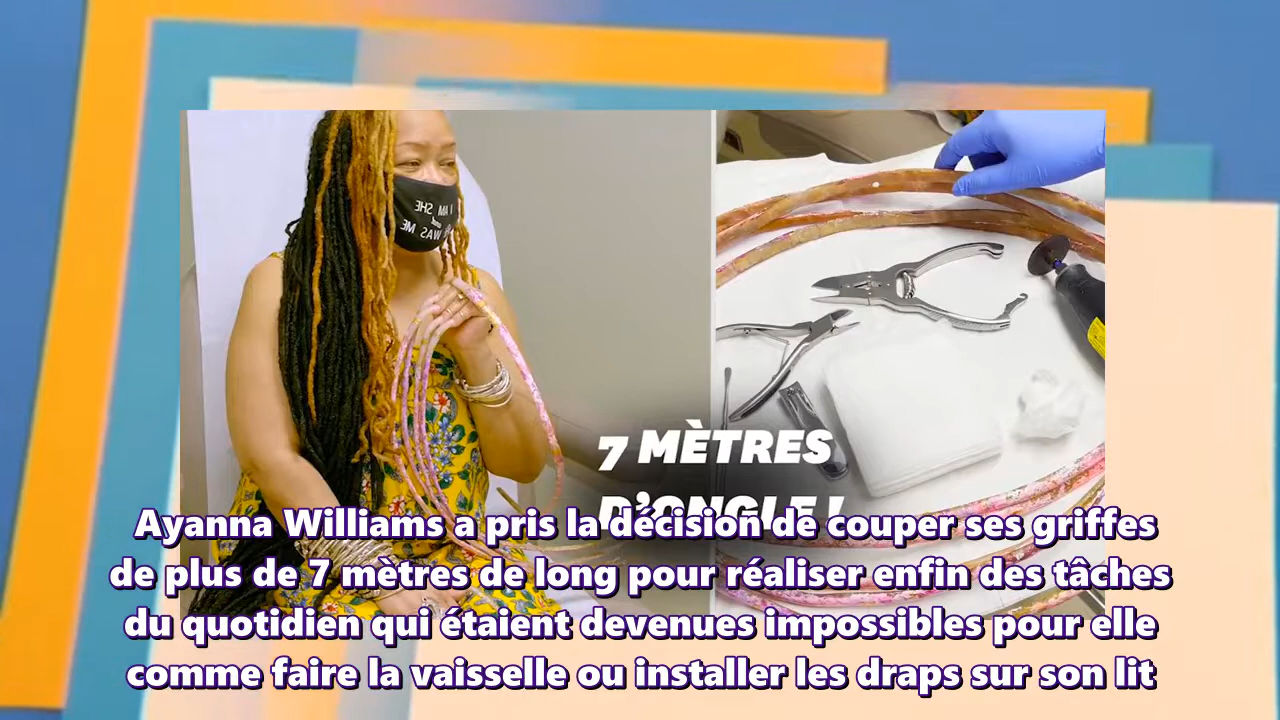 I AM SHE
and
WAS ME
7 MÈTRES
D'ONGLE !
Ayanna Williams a pris la décision de couper ses griffes
de plus de 7 mètres de long pour réaliser enfin des tâches
du quotidien qui étaient devenues impossibles pour elle
comme faire la vaisselle ou installer les draps sur son lit